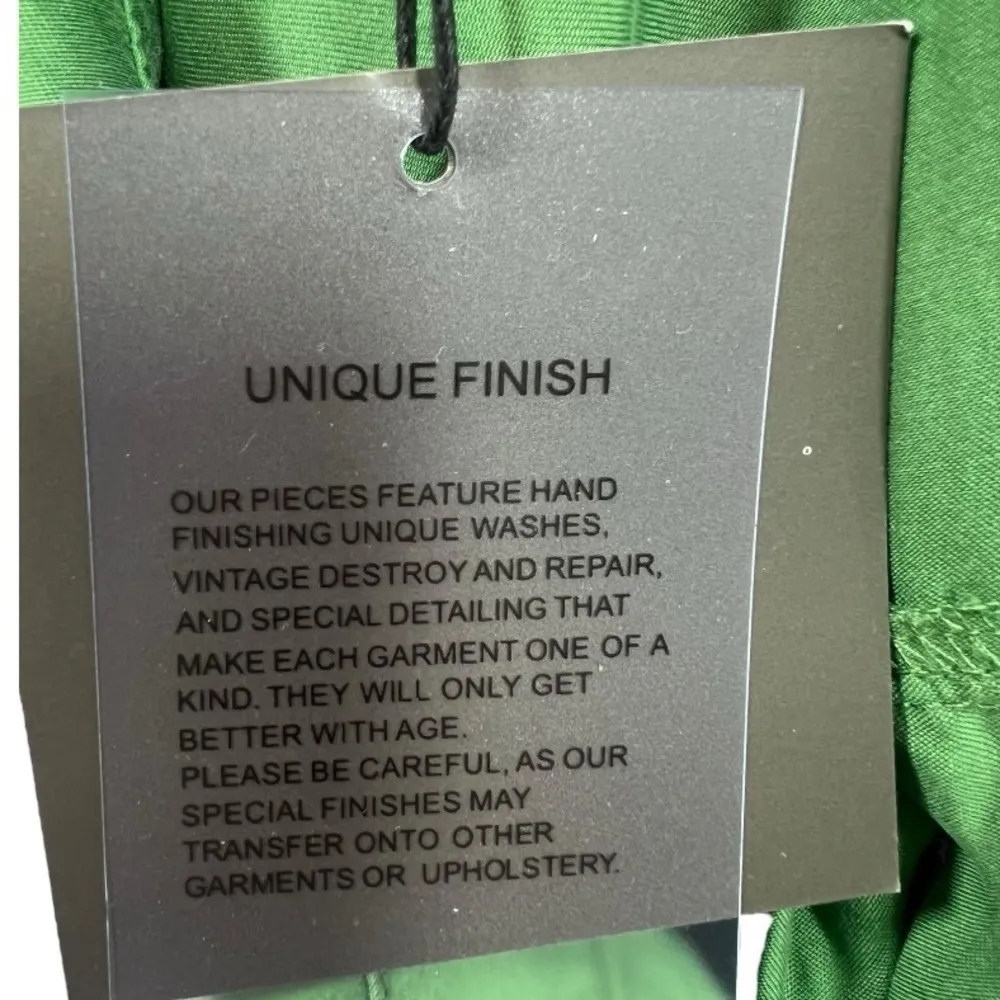 UNIQUE FINISH
OUR PIECES FEATURE HAND
FINISHING UNIQUE WASHES,
VINTAGE DESTROY AND REPAIR,
AND SPECIAL DETAILING THAT
MAKE EACH GARMENT ONE OF A
KIND. THEY WILL ONLY GET
BETTER WITH AGE.
PLEASE BE CAREFUL, AS OUR
SPECIAL FINISHES MAY
TRANSFER ONTO OTHER
GARMENTS OR UPHOLSTERY.